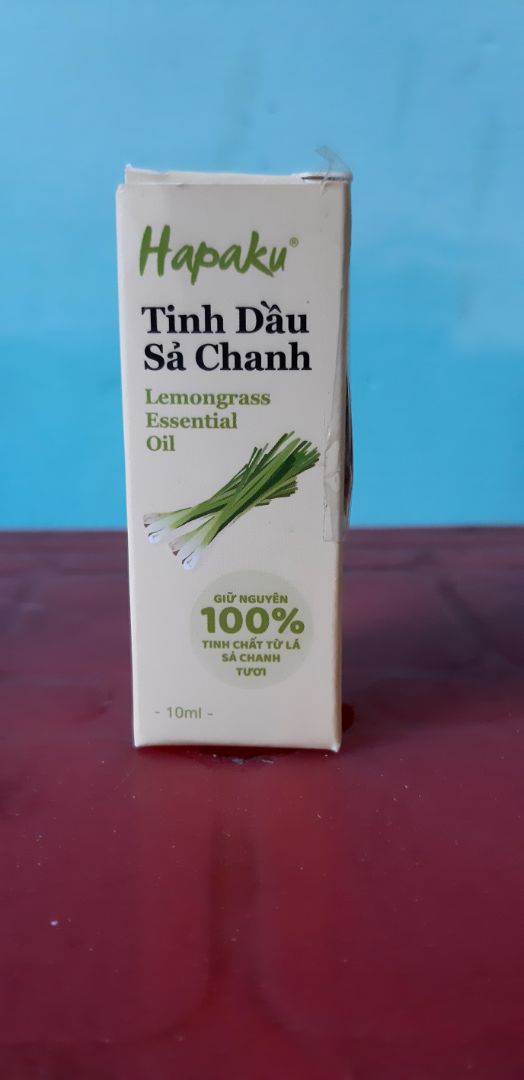 Hapaku®
Tinh Dầu
Sả Chanh
Lemongrass
Essential
Oil
GIỮ NGUYÊN
100%
TINH CHẤT TỪ LÁ
SẢ CHANH
TƯƠI
- 10ml -